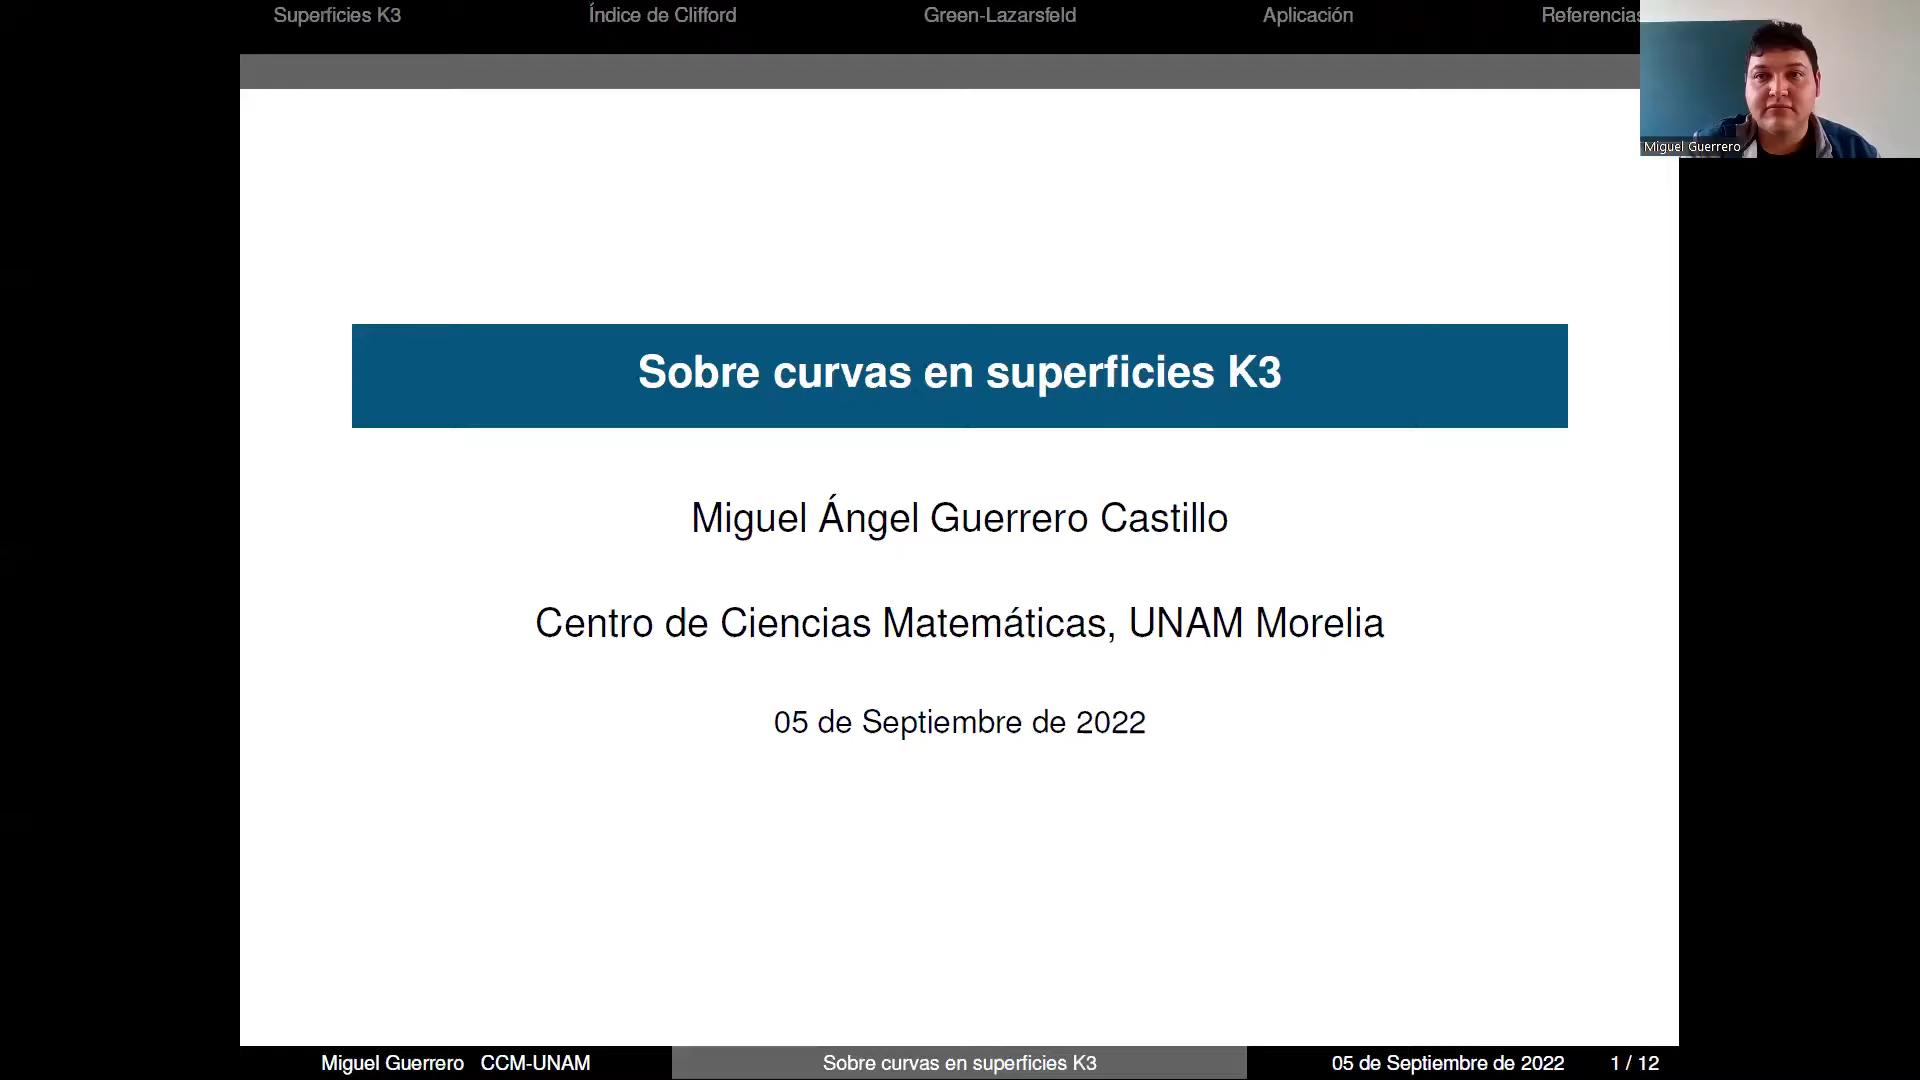 Superficies K3 Índice de Clifford Green-Lazarsfeld Aplicación Referencias
Miguel Guerrero
Sobre curvas en superficies K3
Miguel Ángel Guerrero Castillo
Centro de Ciencias Matemáticas, UNAM Morelia
05 de Septiembre de 2022
Miguel Guerrero CCM-UNAM Sobre curvas en superficies K3 05 de Septiembre de 2022 1 / 12